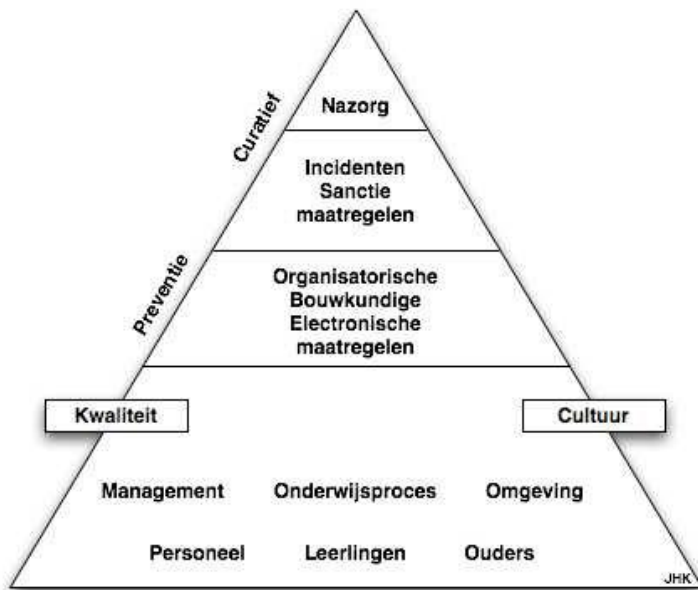 Curatief
Nazorg
Incidenten
Sanctie
maatregelen
Preventie
Organisatorische
Bouwkundige
Electronische
maatregelen
Kwaliteit
Cultuur
Management Onderwijsproces Omgeving
Personeel Leerlingen Ouders
JHK